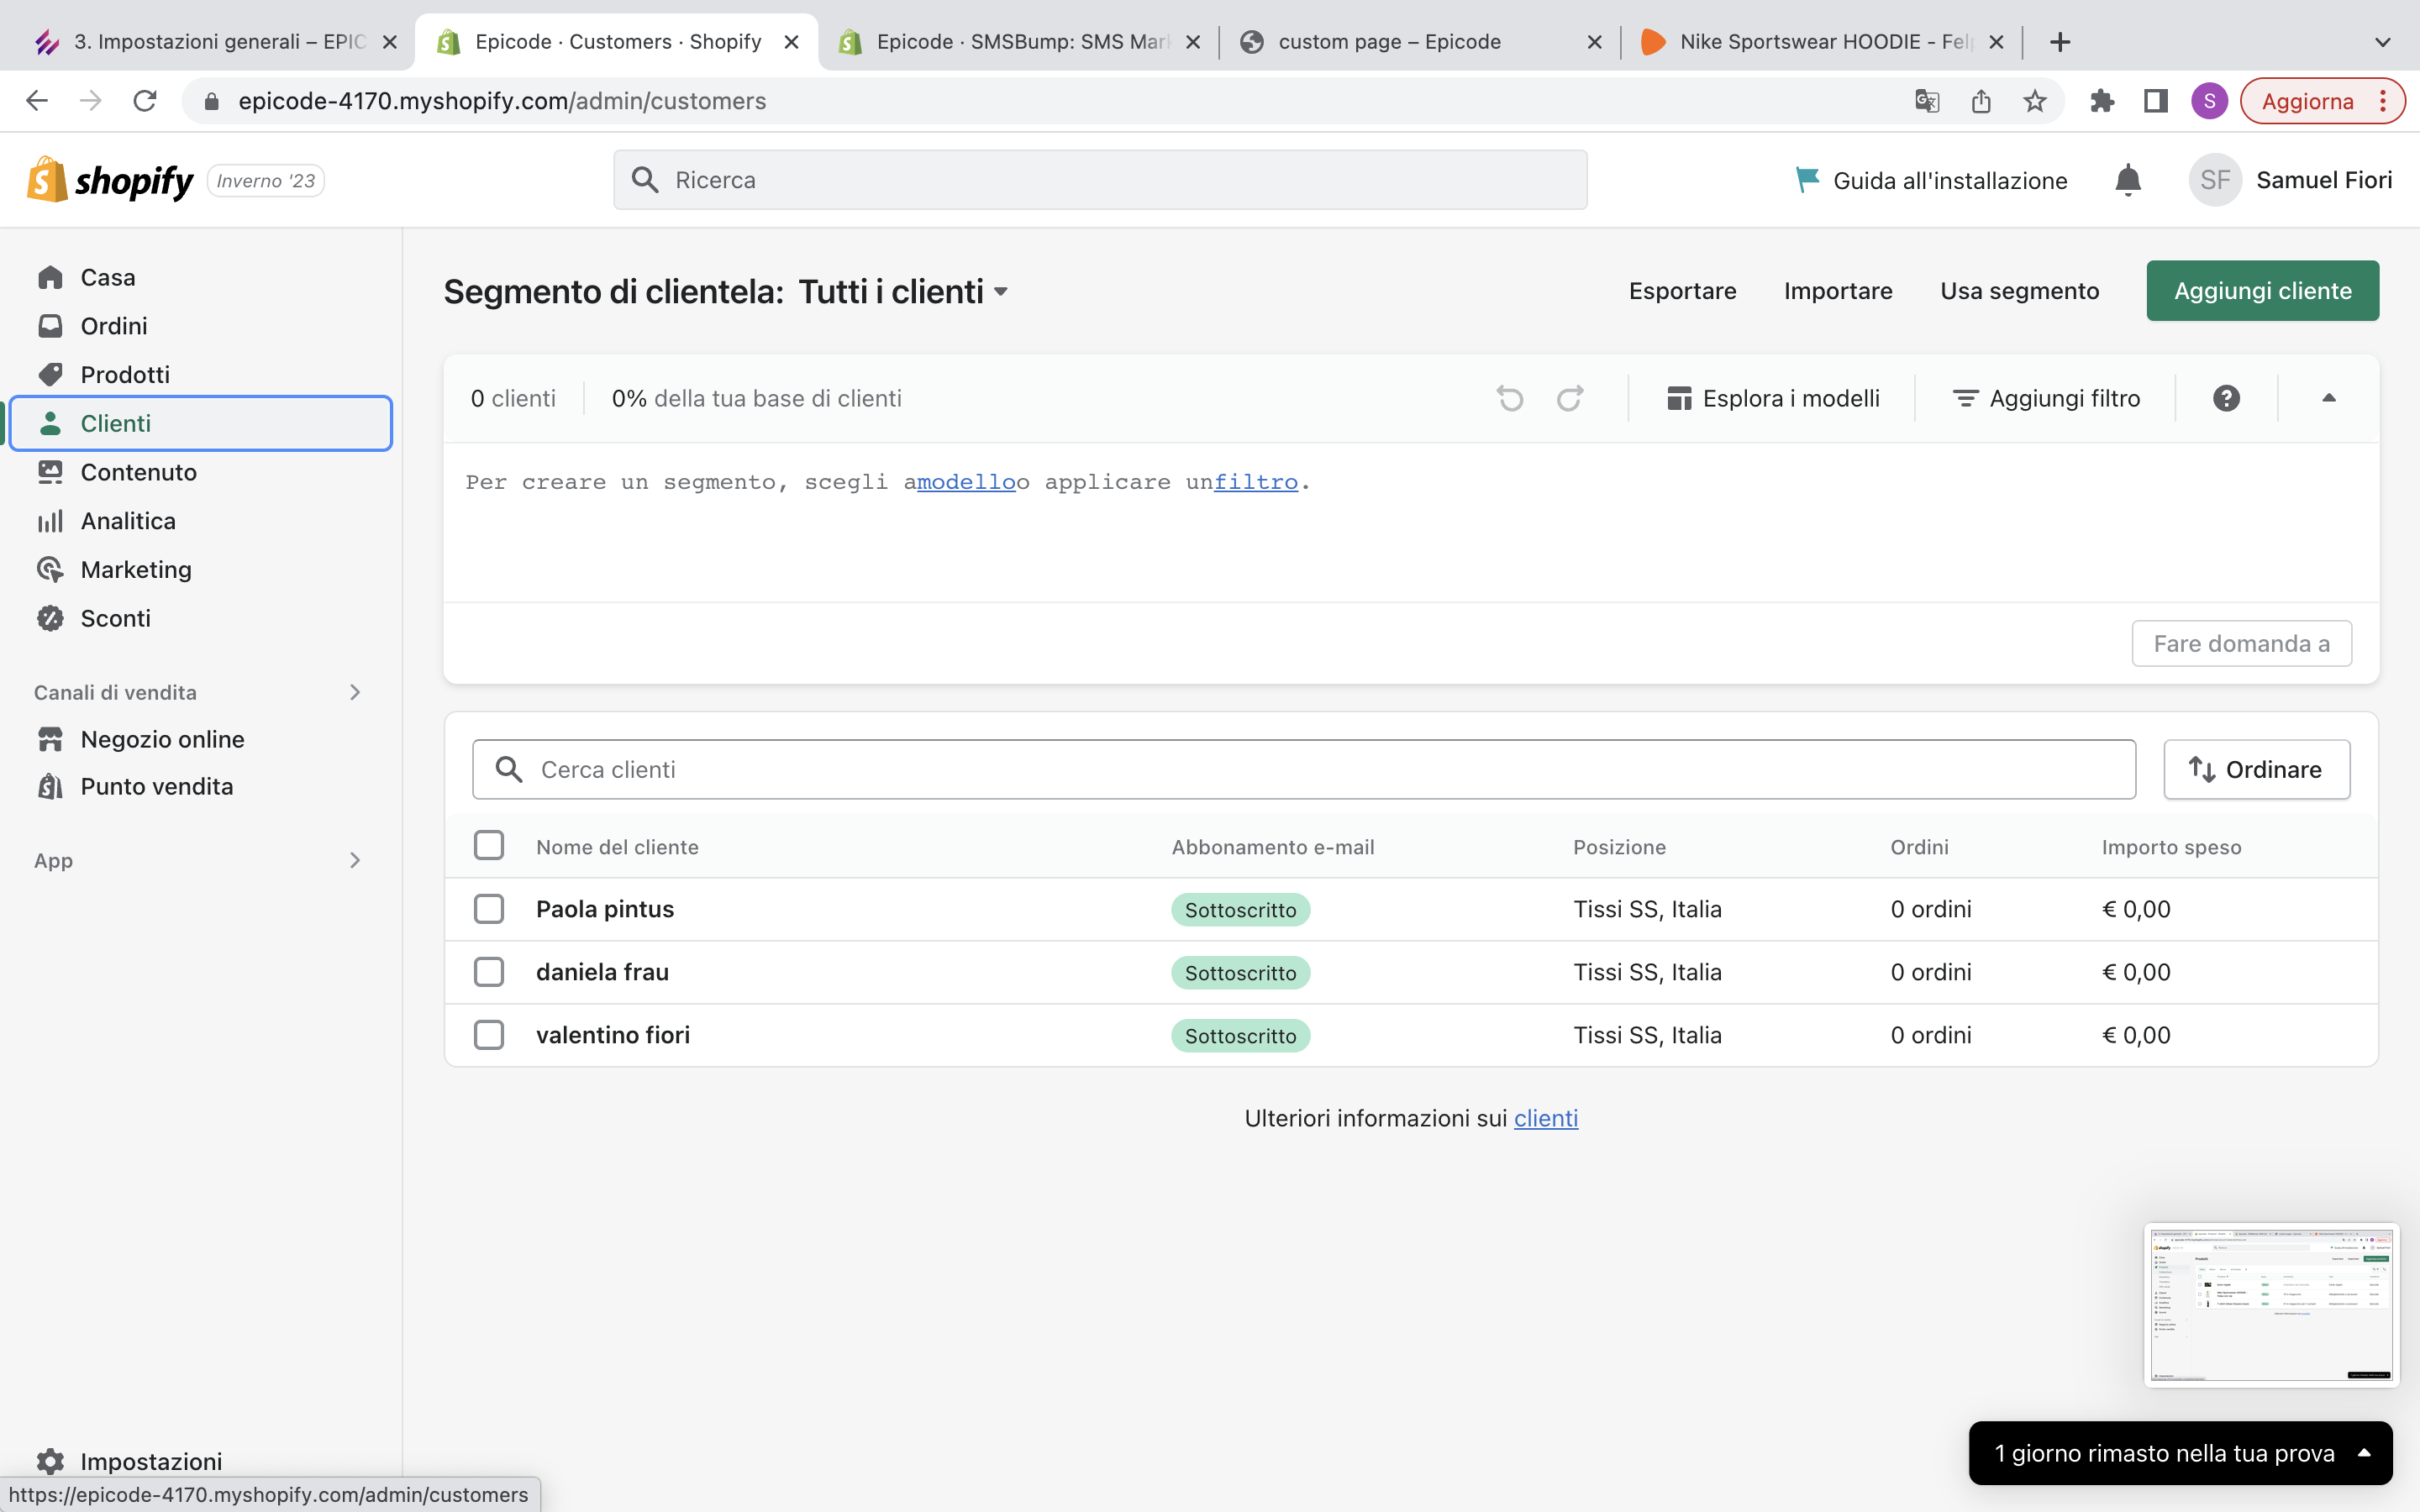 3. Impostazioni generali – EPIC
Epicode · Customers · Shopify
Epicode · SMSBump: SMS Mark
custom page – Epicode
Nike Sportswear HOODIE - Felp
epicode-4170.myshopify.com/admin/customers
S
Aggiorna
shopify
Inverno '23
Ricerca
Guida all'installazione
SF
Samuel Fiori
Casa
Ordini
Prodotti
Clienti
Contenuto
Analitica
Marketing
Sconti
Canali di vendita
Negozio online
Punto vendita
App
Impostazioni
https://epicode-4170.myshopify.com/admin/customers
Segmento di clientela: Tutti i clienti
Esportare
Importare
Usa segmento
Aggiungi cliente
0 clienti
0% della tua base di clienti
Esplora i modelli
Aggiungi filtro
Per creare un segmento, scegli amodelloo applicare unfiltro.
Fare domanda a
Cerca clienti
Ordinare
Nome del cliente Abbonamento e-mail Posizione Ordini Importo speso
Paola pintus Sottoscritto Tissi SS, Italia 0 ordini € 0,00
daniela frau Sottoscritto Tissi SS, Italia 0 ordini € 0,00
valentino fiori Sottoscritto Tissi SS, Italia 0 ordini € 0,00
Ulteriori informazioni sui clienti
1 giorno rimasto nella tua prova